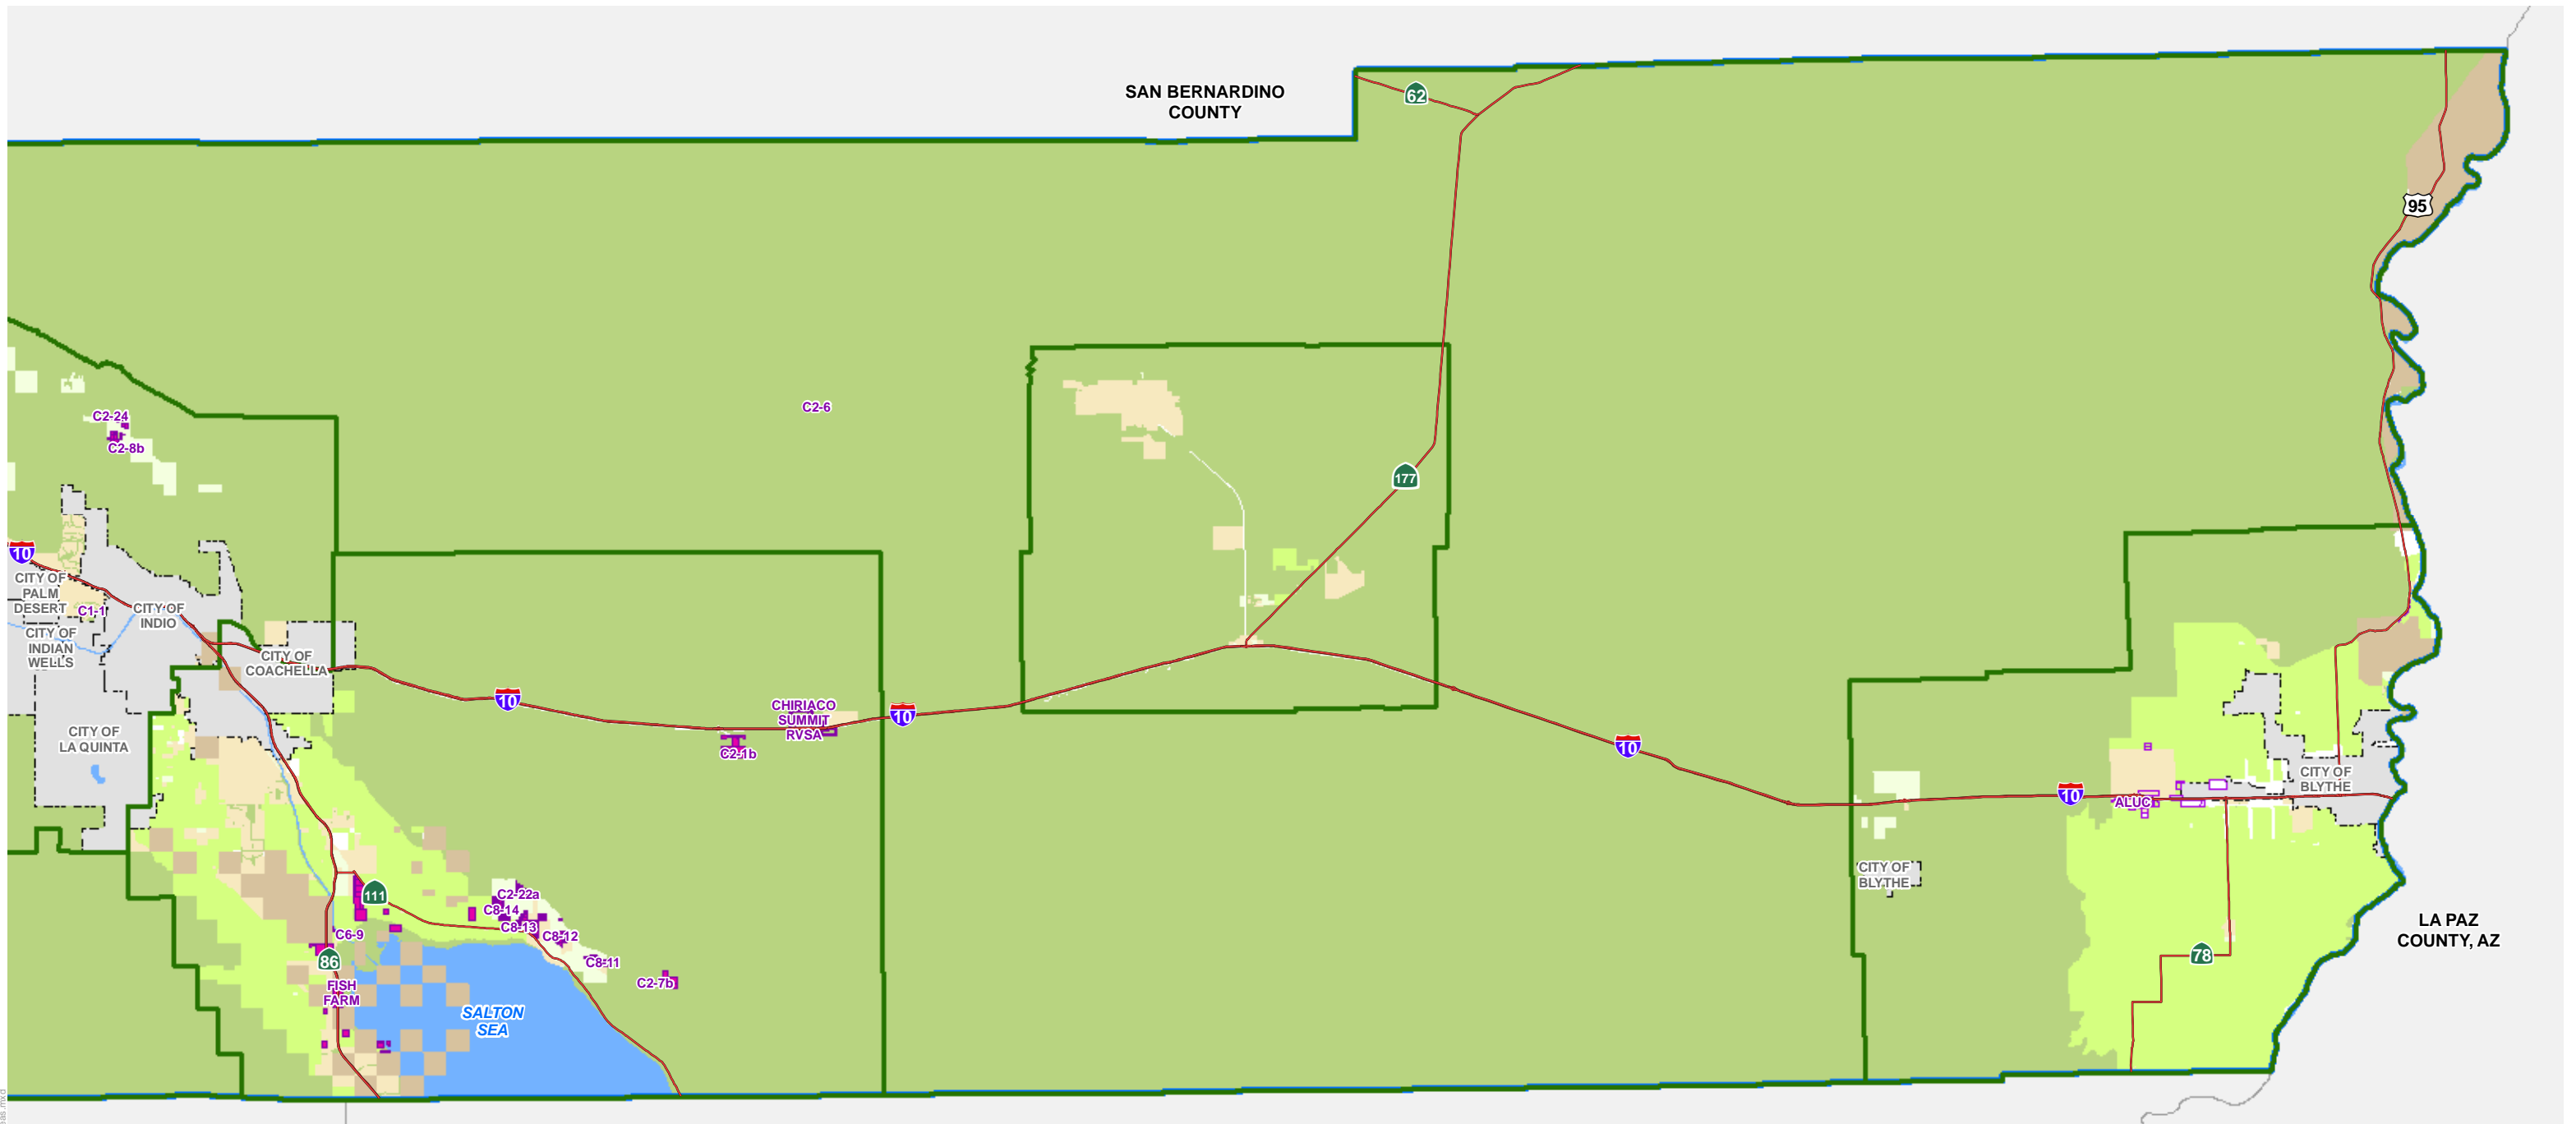 SAN BERNARDINO
COUNTY
62
95
C2-6
C2-24
C2-8b
177
10
CITY OF
PALM
DESERT
C1-1
CITY OF
INDIO
CITY OF
INDIAN
WELLS
CITY OF
COACHELLA
10
CHIRIACO
SUMMIT
RVSA
10
C2-1b
CITY OF
LA QUINTA
10
10
ALUC
CITY OF
BLYTHE
CITY OF
BLYTHE
111
C2-22a
C8-14
C8-13
C8-12
C6-9
86
C8-11
C2-7b
FISH
FARM
SALTON
SEA
78
LA PAZ
COUNTY, AZ
eas.mxd